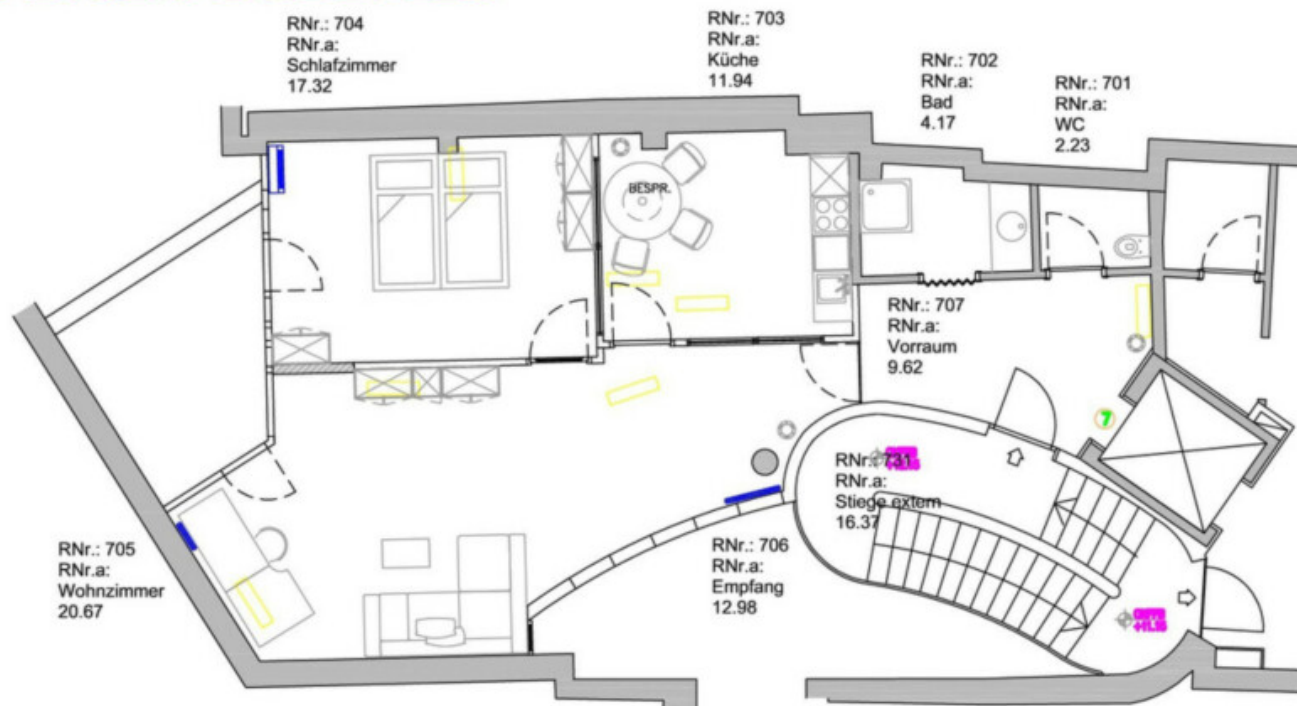 RNr.: 704
RNr.a:
Schlafzimmer
17.32
RNr.: 703
RNr.a:
Küche
11.94
RNr.: 702
RNr.a:
Bad
4.17
RNr.: 701
RNr.a:
WC
2.23
BESPR.
RNr.: 707
RNr.a:
Vorraum
9.62
7
RNr.: 731
RNr.a:
Stiege extern
16.37
RNr.: 705
RNr.a:
Wohnzimmer
20.67
RNr.: 706
RNr.a:
Empfang
12.98